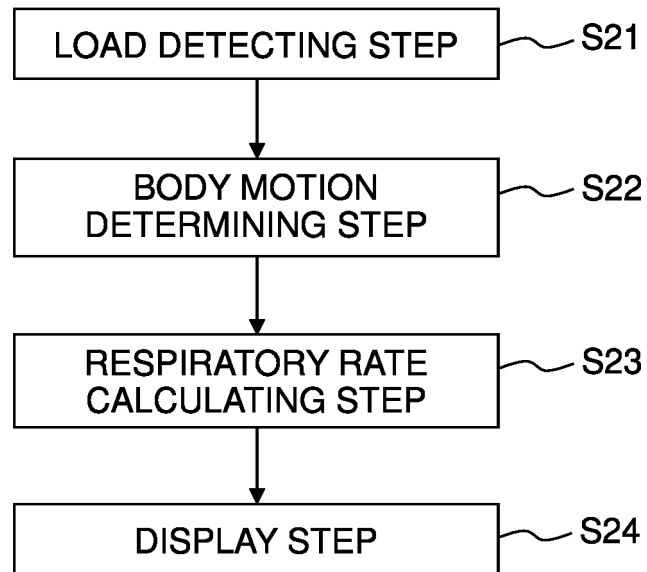 LOAD DETECTING STEP
S21
BODY MOTION
DETERMINING STEP
S22
RESPIRATORY RATE
CALCULATING STEP
S23
DISPLAY STEP
S24